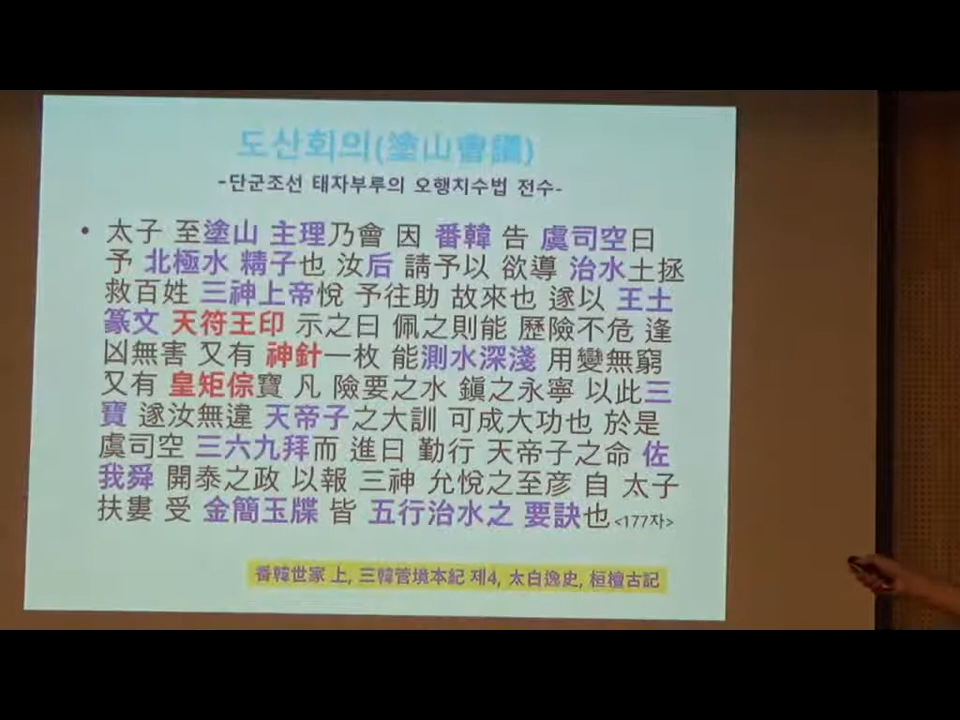 도산회의(塗山會議)
-단군조선 태자부루의 오행치수법 전수-
• 太子 至塗山 主理乃會 因 番韓 告 虞司空曰
予 北極水 精子也 汝后 請予以 欲導 治水土拯
救百姓 三神上帝悅 予往助 故來也 遂以 王土
篆文 天符王印 示之曰 佩之則能 歷險不危 逢
凶無害 又有 神針一枚 能測水深淺 用變無窮
又有 皇矩倧寶 凡 險要之水 鎭之永寧 以此三
寶 遂汝無違 天帝子之大訓 可成大功也 於是
虞司空 三六九拜而 進曰 勤行 天帝子之命 佐
我舜 開泰之政 以報 三神 允悅之至彦 自 太子
扶婁 受 金簡玉牒 皆 五行治水之 要訣也<177자>
番韓世家 上, 三韓管境本紀 제4, 太白逸史, 桓檀古記